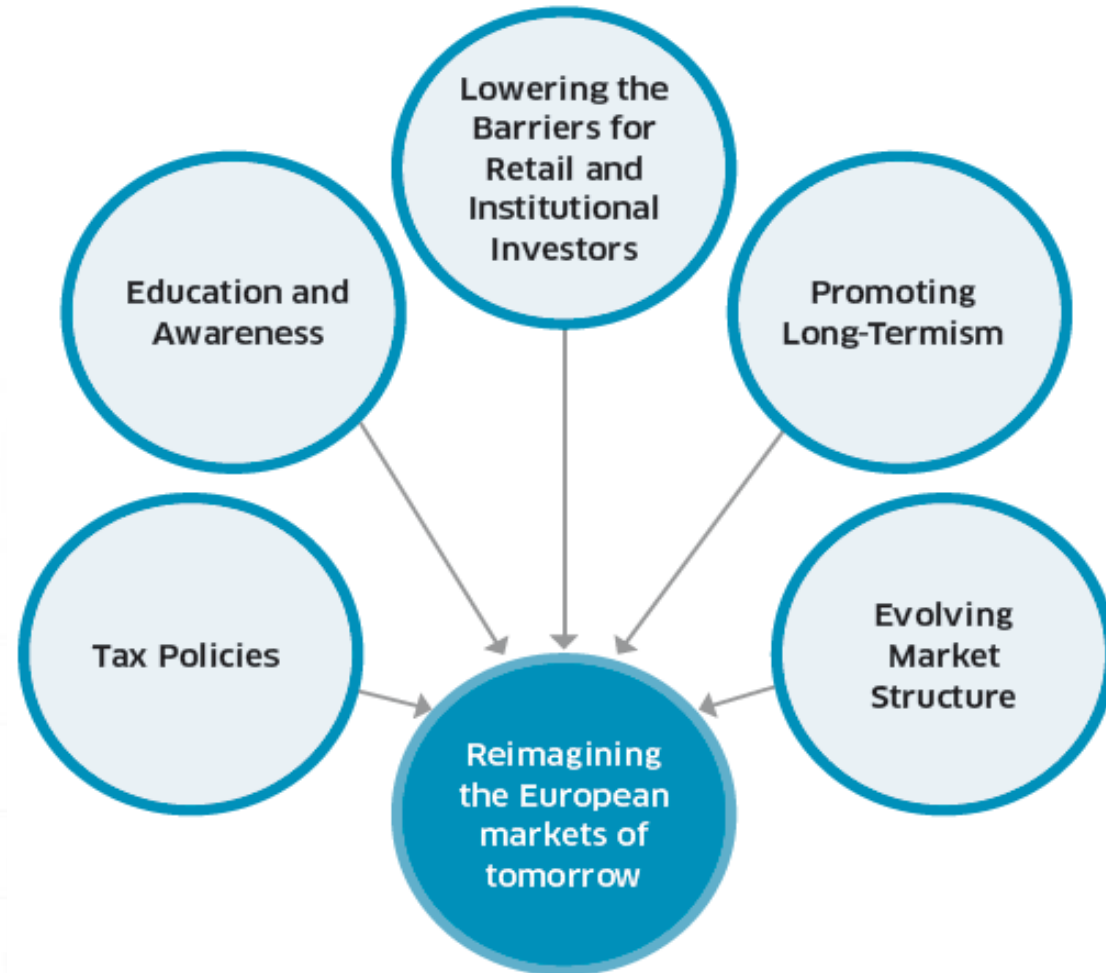 Lowering the
Barriers for
Retail and
Institutional
Investors
Education and
Awareness
Promoting
Long-Termism
Tax Policies
Evolving
Market
Structure
Reimagining
the European
markets of
tomorrow